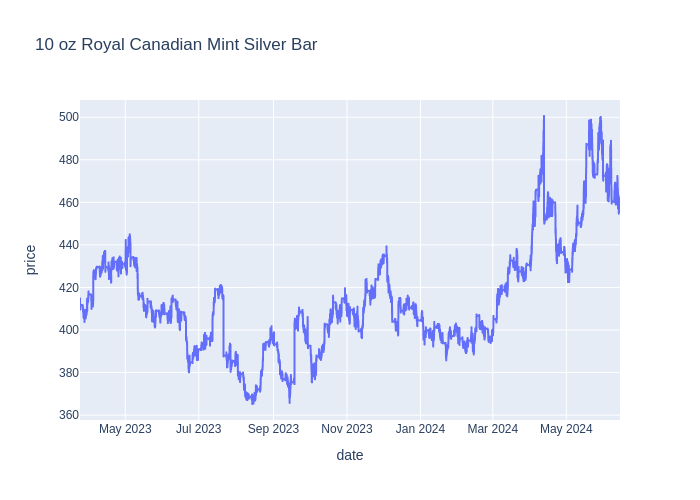 10 oz Royal Canadian Mint Silver Bar
500
480
460
440
420
400
380
360
price
May 2023 Jul 2023 Sep 2023 Nov 2023 Jan 2024 Mar 2024 May 2024
date